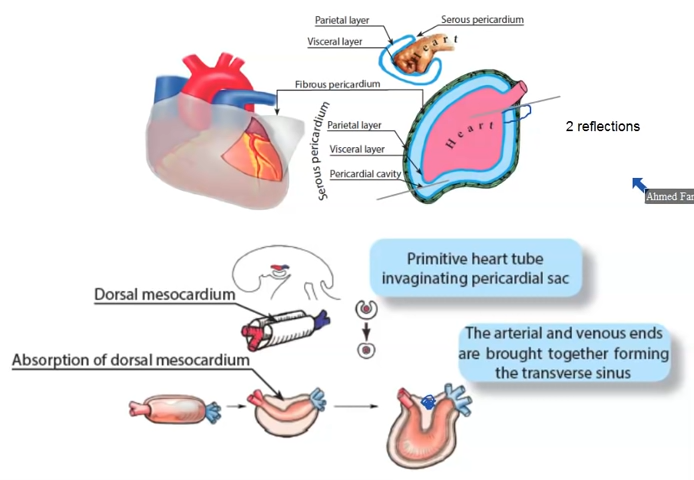 Parietal layer
Serous pericardium
Visceral layer
Heart
Fibrous pericardium
Serous pericardium
Parietal layer
Heart
Visceral layer
Pericardial cavity
2 reflections
Primitive heart tube
invaginating pericardial sac
Dorsal mesocardium
The arterial and venous ends
are brought together forming
the transverse sinus
Absorption of dorsal mesocardium
Ahmed Far